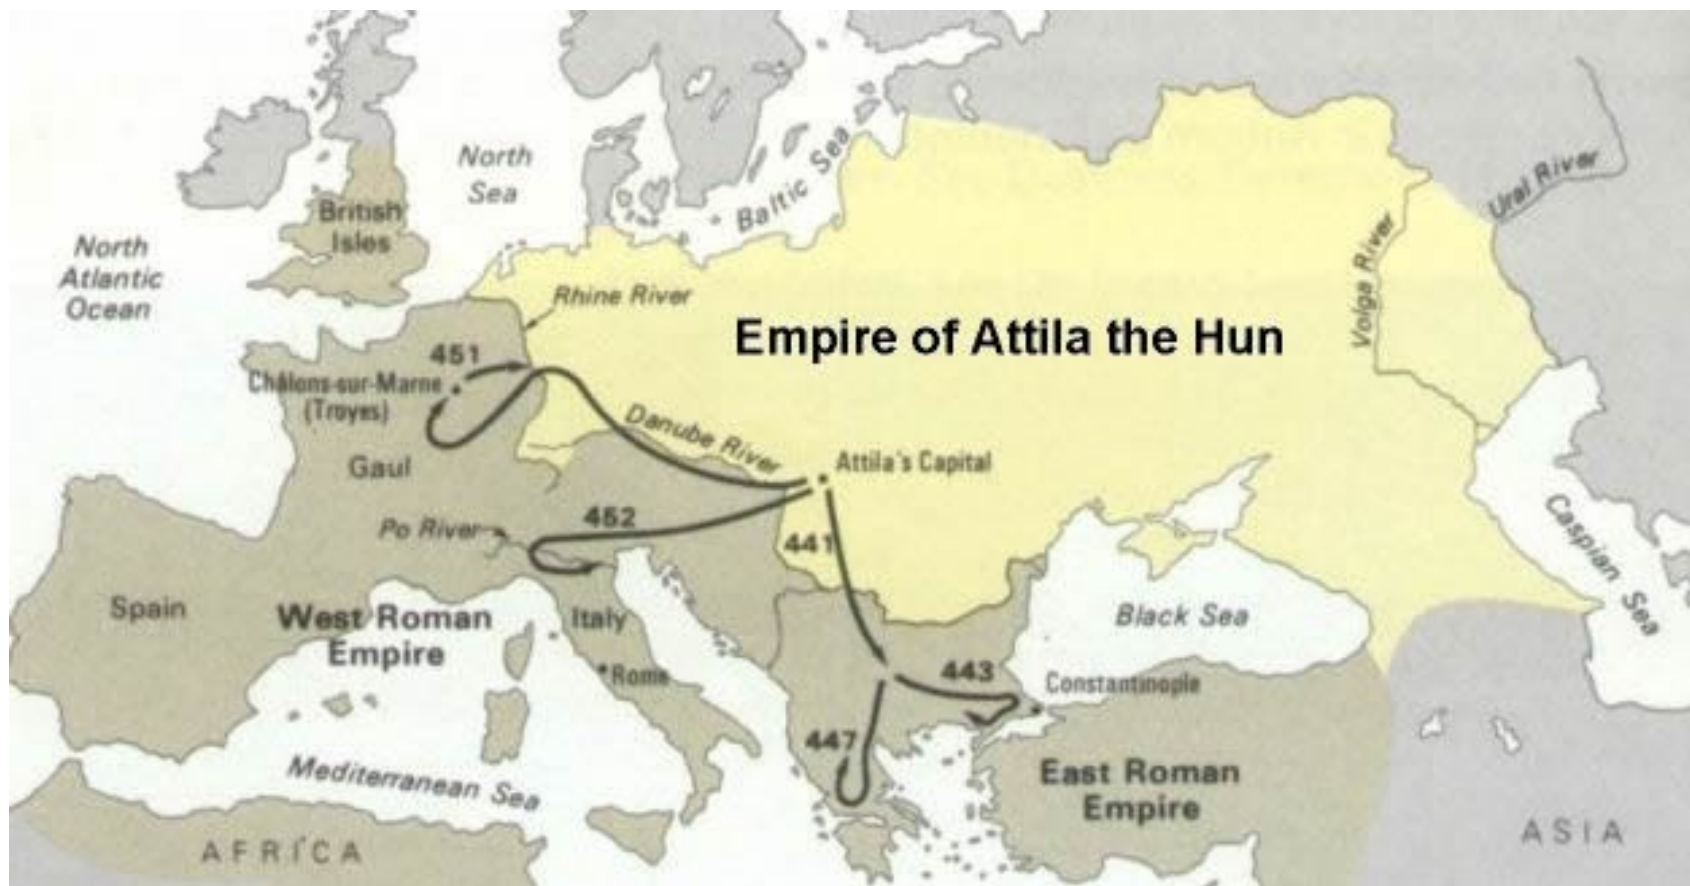 North
Sea
Baltic Sea
Ural River
British
Isles
North
Atlantic
Ocean
Volga River
Rhine River
Empire of Attila the Hun
451
Châlons-sur-Marne
(Troyes)
Danube River
Attila's Capital
Gaul
Po River
452
441
Caspian Sea
Spain
West Roman
Empire
Italy
Black Sea
Rome
443
Constantinople
447
Mediterranean Sea
East Roman
Empire
AFRICA
ASIA